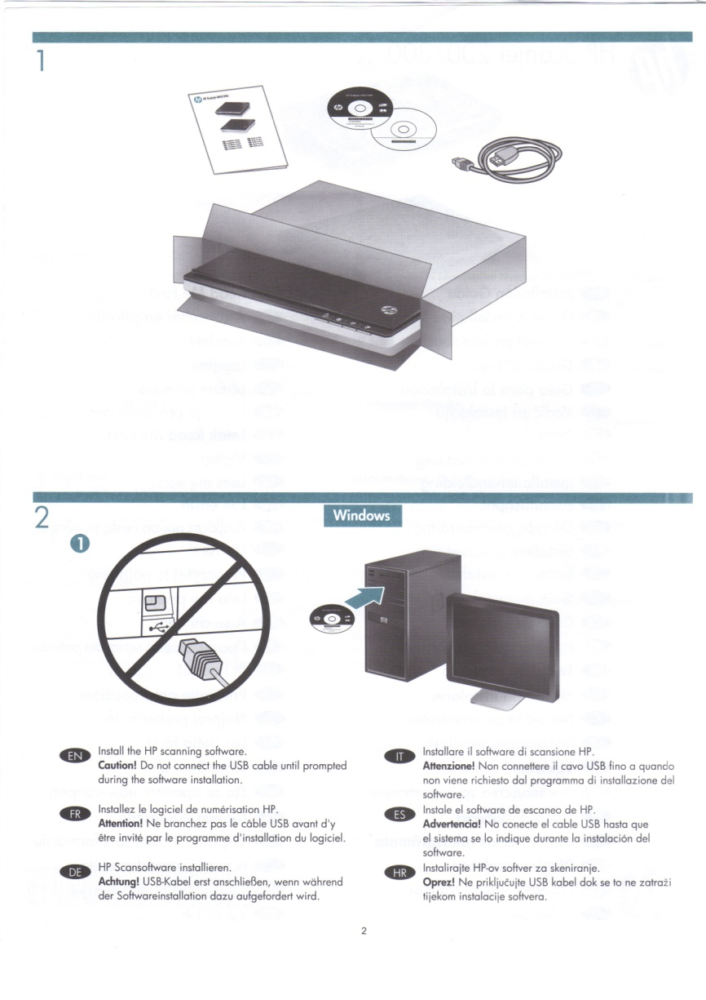 1
2
Windows
1
EN Install the HP scanning software.
Caution! Do not connect the USB cable until prompted
during the software installation.
FR Installez le logiciel de numérisation HP.
Attention! Ne branchez pas le câble USB avant d'y
être invité par le programme d'installation du logiciel.
DE HP Scansoftware installieren.
Achtung! USB-Kabel erst anschließen, wenn während
der Softwareinstallation dazu aufgefordert wird.
IT Installare il software di scansione HP.
Attenzione! Non connettere il cavo USB fino a quando
non viene richiesto dal programma di installazione del
software.
ES Instale el software de escaneo de HP.
Advertencia! No conecte el cable USB hasta que
el sistema se lo indique durante la instalación del
software.
HR Instalirajte HP-ov softver za skeniranje.
Oprez! Ne priključujte USB kabel dok se to ne zatraži
tijekom instalacije softvera.
2